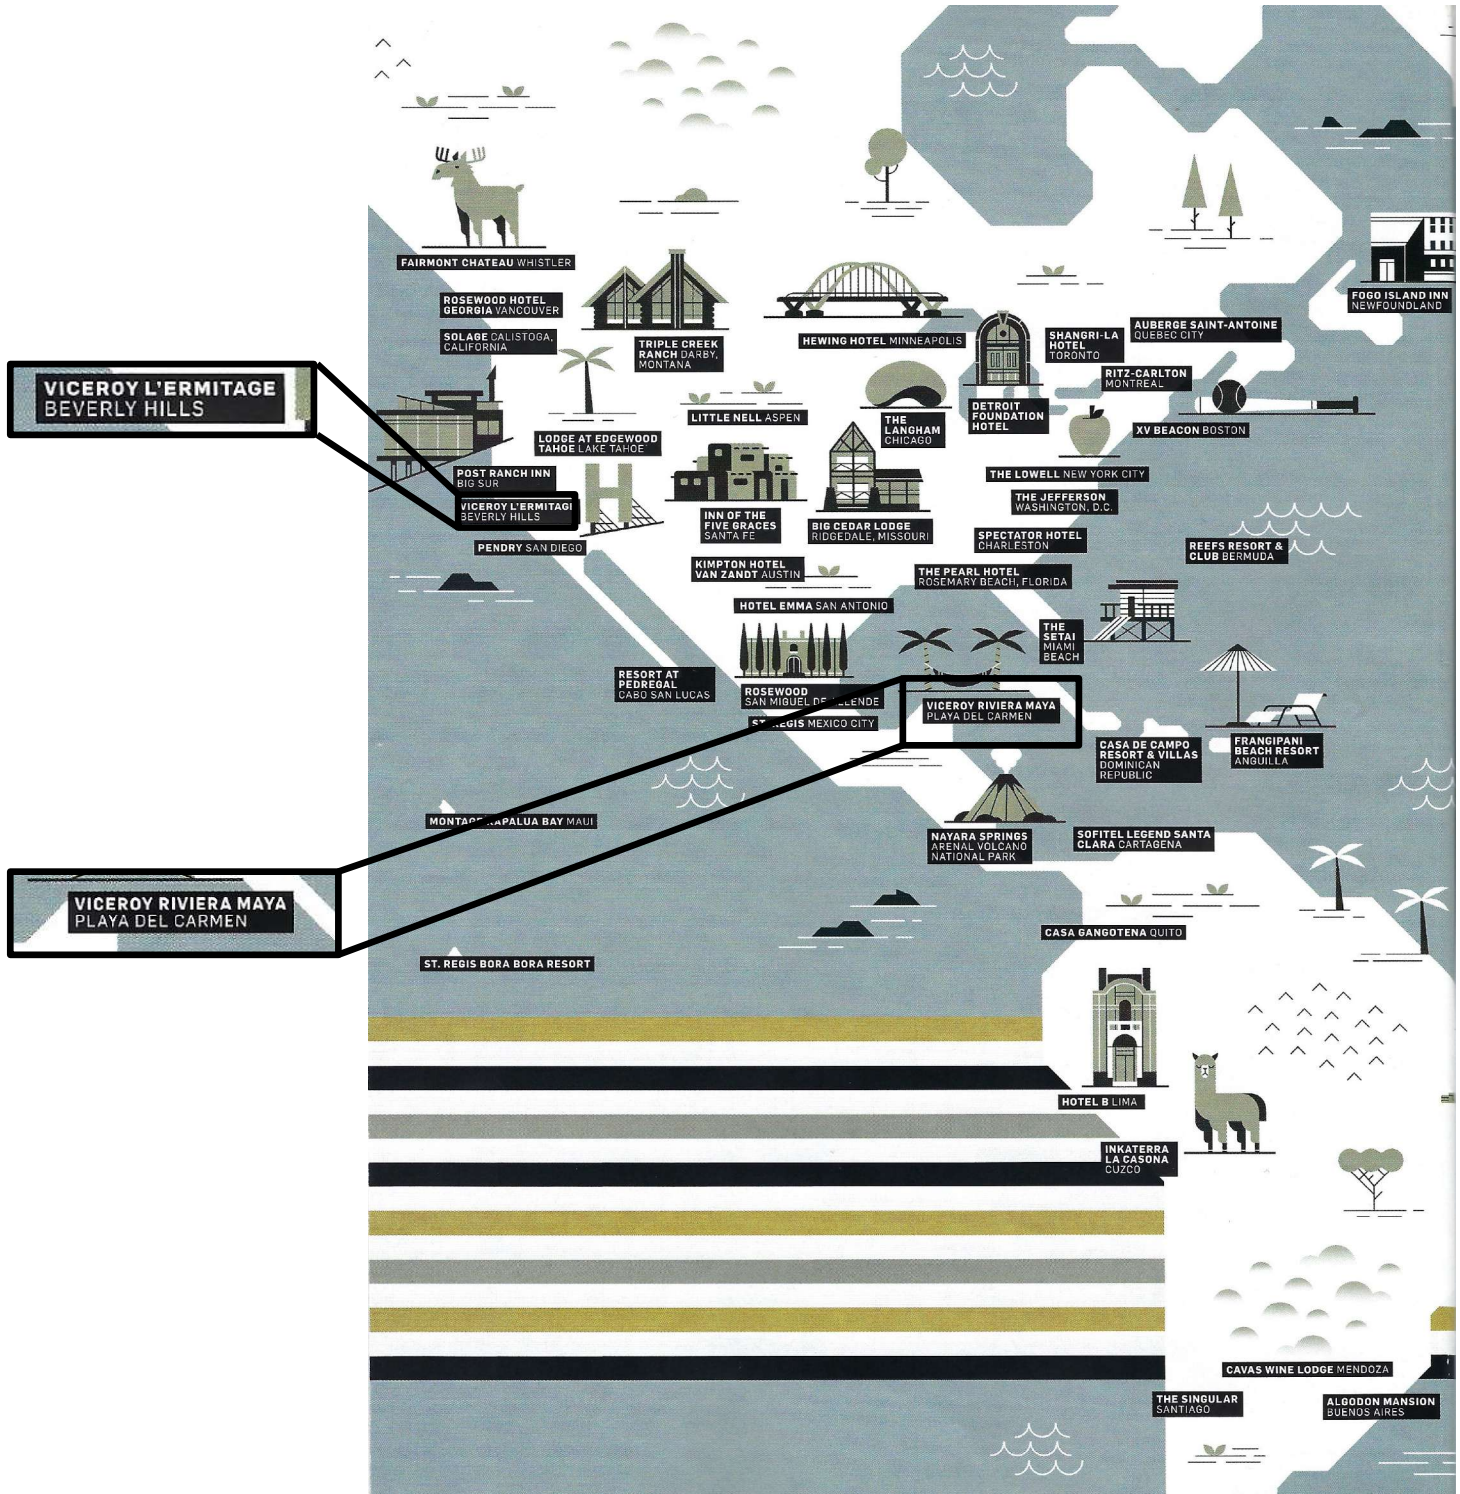 FAIRMONT CHATEAU WHISTLER
ROSEWOOD HOTEL
GEORGIA VANCOUVER
SOLAGE CALISTOGA,
CALIFORNIA
TRIPLE CREEK
RANCH DARBY,
MONTANA
HEWING HOTEL MINNEAPOLIS
SHANGRI-LA
HOTEL
TORONTO
AUBERGE SAINT-ANTOINE
QUEBEC CITY
FOGO ISLAND INN
NEWFOUNDLAND
RITZ-CARLTON
MONTREAL
VICEROY L'ERMITAGE
BEVERLY HILLS
LITTLE NELL ASPEN
THE
LANGHAM
CHICAGO
DETROIT
FOUNDATION
HOTEL
XV BEACON BOSTON
LODGE AT EDGEWOOD
TAHOE LAKE TAHOE
POST RANCH INN
BIG SUR
THE LOWELL NEW YORK CITY
VICEROY L'ERMITAGE
BEVERLY HILLS
THE JEFFERSON
WASHINGTON, D.C.
INN OF THE
FIVE GRACES
SANTA FE
BIG CEDAR LODGE
RIDGEDALE, MISSOURI
SPECTATOR HOTEL
CHARLESTON
PENDRY SAN DIEGO
REEFS RESORT &
CLUB BERMUDA
KIMPTON HOTEL
VAN ZANDT AUSTIN
THE PEARL HOTEL
ROSEMARY BEACH, FLORIDA
HOTEL EMMA SAN ANTONIO
THE
SETAI
MIAMI
BEACH
RESORT AT
PEDREGAL
CABO SAN LUCAS
ROSEWOOD
SAN MIGUEL DE ALLENDE
ST. REGIS MEXICO CITY
VICEROY RIVIERA MAYA
PLAYA DEL CARMEN
CASA DE CAMPO
RESORT & VILLAS
DOMINICAN
REPUBLIC
FRANGIPANI
BEACH RESORT
ANGUILLA
MONTAGE KAPALUA BAY MAUI
NAYARA SPRINGS
ARENAL VOLCANO
NATIONAL PARK
SOFITEL LEGEND SANTA
CLARA CARTAGENA
VICEROY RIVIERA MAYA
PLAYA DEL CARMEN
CASA GANGOTENA QUITO
ST. REGIS BORA BORA RESORT
HOTEL B LIMA
INKATERRA
LA CASONA
CUZCO
CAVAS WINE LODGE MENDOZA
THE SINGULAR
SANTIAGO
ALGODON MANSION
BUENOS AIRES